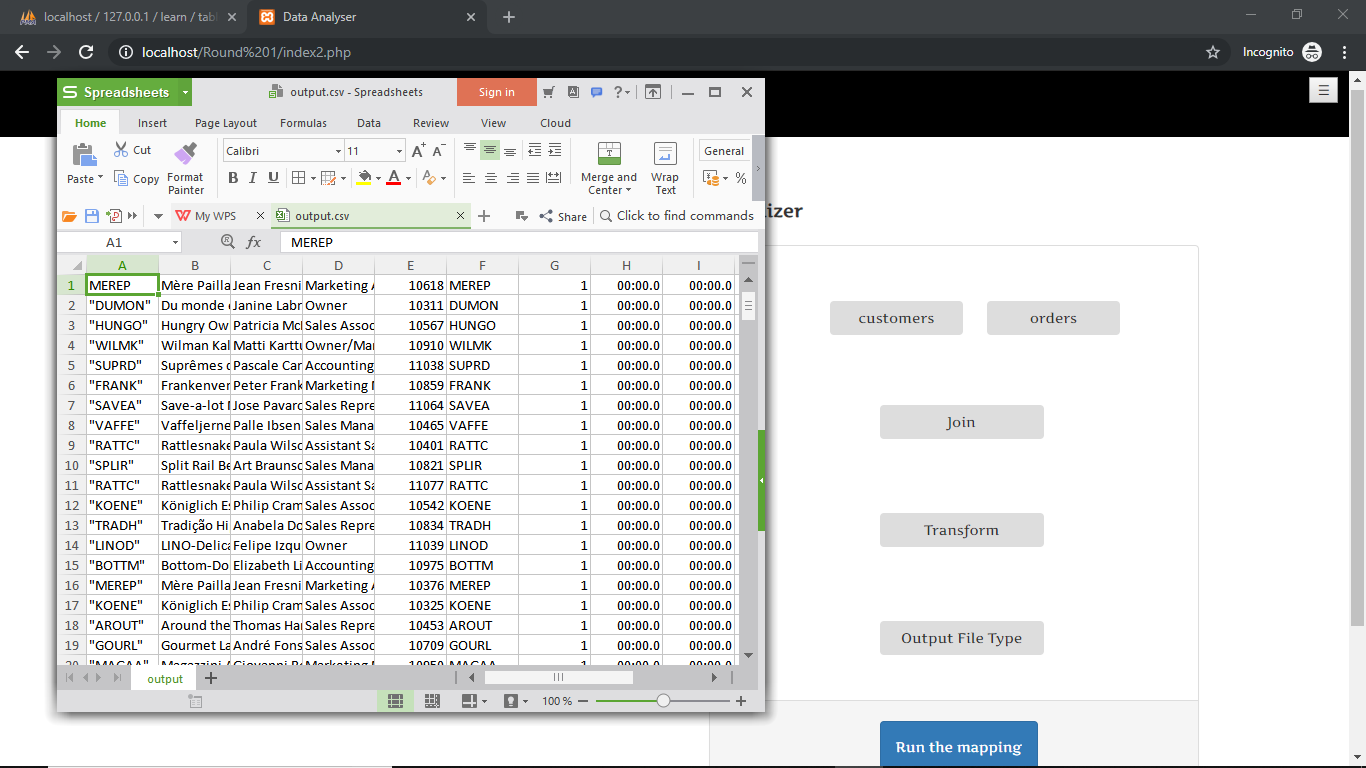 localhost / 127.0.0.1 / learn / tab
Data Analyser
localhost/Round%201/index2.php
Incognito
Spreadsheets
output.csv - Spreadsheets
Sign in
Home Insert Page Layout Formulas Data Review View Cloud
Paste
Cut
Copy
Format Painter
Calibri
11
B I U
Merge and Center
Wrap Text
General
%
My WPS
output.csv
Share
Click to find commands
A1
fx
MEREP
A B C D E F G H I
1 MEREP Mère Pailla Jean Fresni Marketing A 10618 MEREP 1 00:00.0 00:00.0
2 "DUMON" Du monde Janine Labr Owner 10311 DUMON 1 00:00.0 00:00.0
3 "HUNGO" Hungry Ow Patricia McK Sales Assoc 10567 HUNGO 1 00:00.0 00:00.0
4 "WILMK" Wilman Kal Matti Karttu Owner/Mar 10910 WILMK 1 00:00.0 00:00.0
5 "SUPRD" Suprêmes d Pascale Car Accounting 11038 SUPRD 1 00:00.0 00:00.0
6 "FRANK" Frankenver Peter Frank Marketing M 10859 FRANK 1 00:00.0 00:00.0
7 "SAVEA" Save-a-lot M Jose Pavaro Sales Repre 11064 SAVEA 1 00:00.0 00:00.0
8 "VAFFE" Vaffeljerne Palle Ibsen Sales Mana 10465 VAFFE 1 00:00.0 00:00.0
9 "RATTC" Rattlesnake Paula Wilso Assistant Sa 10401 RATTC 1 00:00.0 00:00.0
10 "SPLIR" Split Rail Be Art Braunsc Sales Mana 10821 SPLIR 1 00:00.0 00:00.0
11 "RATTC" Rattlesnake Paula Wilso Assistant Sa 11077 RATTC 1 00:00.0 00:00.0
12 "KOENE" Königlich Es Philip Cram Sales Assoc 10542 KOENE 1 00:00.0 00:00.0
13 "TRADH" Tradição Hi Anabela Do Sales Repre 10834 TRADH 1 00:00.0 00:00.0
14 "LINOD" LINO-Delica Felipe Izqu Owner 11039 LINOD 1 00:00.0 00:00.0
15 "BOTTM" Bottom-Do Elizabeth Li Accounting 10975 BOTTM 1 00:00.0 00:00.0
16 "MEREP" Mère Pailla Jean Fresni Marketing A 10376 MEREP 1 00:00.0 00:00.0
17 "KOENE" Königlich Es Philip Cram Sales Assoc 10325 KOENE 1 00:00.0 00:00.0
18 "AROUT" Around the Thomas Har Sales Repre 10453 AROUT 1 00:00.0 00:00.0
19 "GOURL" Gourmet La André Fons Sales Repre 10709 GOURL 1 00:00.0 00:00.0
output
100 %
izer
customers
orders
Join
Transform
Output File Type
Run the mapping